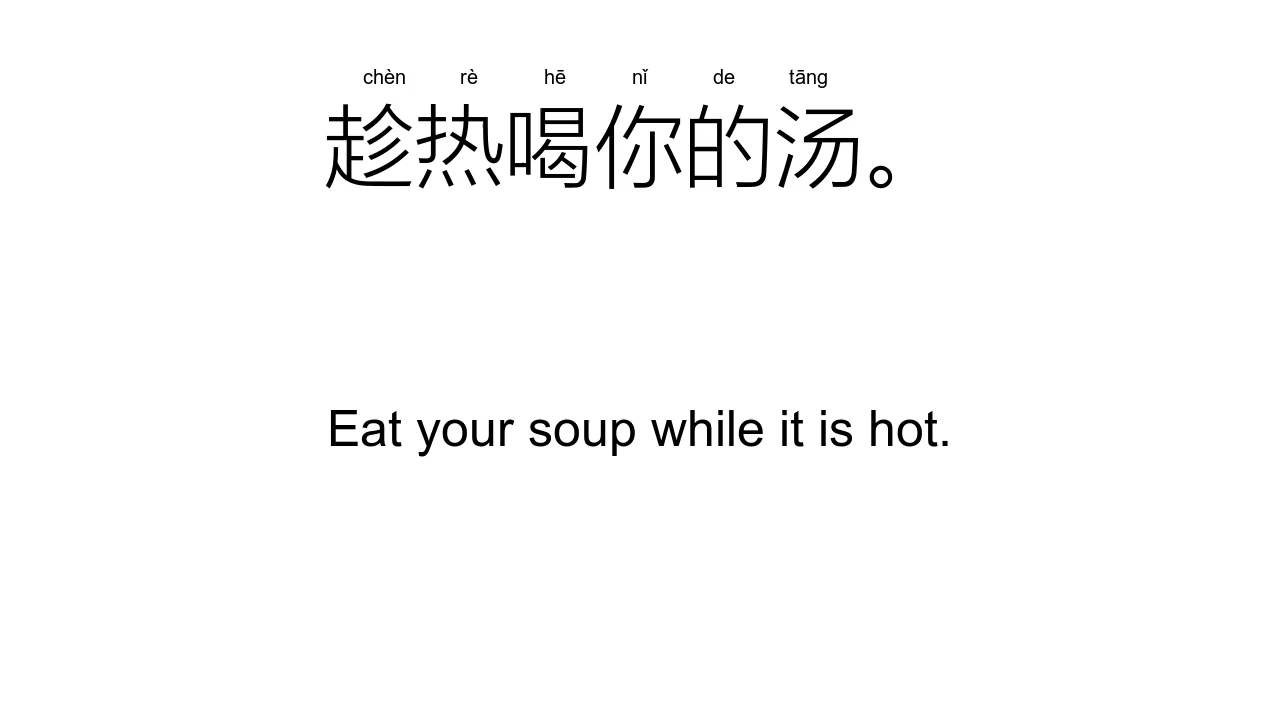 chèn rè hē nǐ de tāng
趁热喝你的汤。
Eat your soup while it is hot.